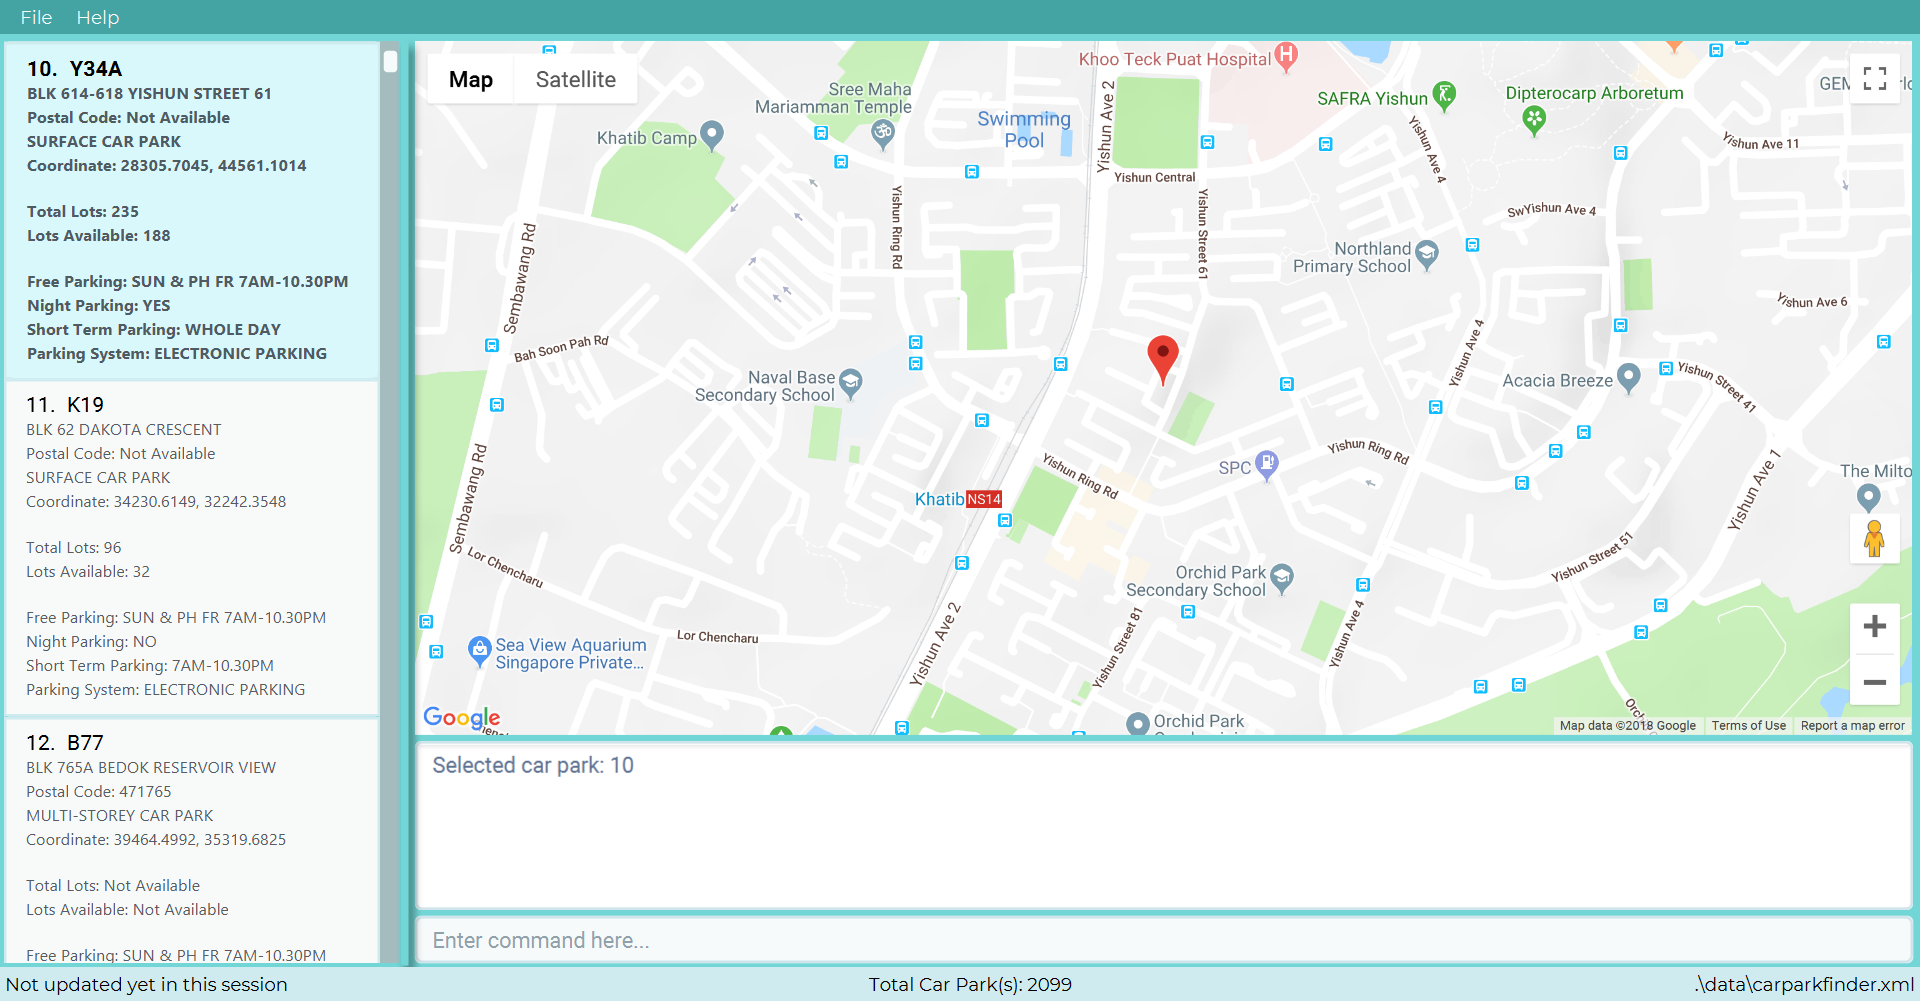 File Help
10. Y34A
BLK 614-618 YISHUN STREET 61
Postal Code: Not Available
SURFACE CAR PARK
Coordinate: 28305.7045, 44561.1014
Total Lots: 235
Lots Available: 188
Free Parking: SUN & PH FR 7AM-10.30PM
Night Parking: YES
Short Term Parking: WHOLE DAY
Parking System: ELECTRONIC PARKING
11. K19
BLK 62 DAKOTA CRESCENT
Postal Code: Not Available
SURFACE CAR PARK
Coordinate: 34230.6149, 32242.3548
Total Lots: 96
Lots Available: 32
Free Parking: SUN & PH FR 7AM-10.30PM
Night Parking: NO
Short Term Parking: 7AM-10.30PM
Parking System: ELECTRONIC PARKING
12. B77
BLK 765A BEDOK RESERVOIR VIEW
Postal Code: 471765
MULTI-STOREY CAR PARK
Coordinate: 39464.4992, 35319.6825
Total Lots: Not Available
Lots Available: Not Available
Free Parking: SUN & PH FR 7AM-10.30PM
Map Satellite
Khoo Teck Puat Hospital
H
Sree Maha
Mariamman Temple
Khatib Camp
Swimming
Pool
Yishun Ave 2
SAFRA Yishun
Dipterocarp Arboretum
Yishun Ave 4
Yishun Ave 11
Yishun Central
Yishun Ring Rd
Yishun Street 61
SwYishun Ave 4
Northland
Primary School
Sembawang Rd
Yishun Ave 6
Bah Soon Pah Rd
Naval Base
Secondary School
Yishun Ave 4
Acacia Breeze
Yishun Street 41
Sembawang Rd
Yishun Ring Rd
SPC
Yishun Ring Rd
Yishun Ave 1
The Milto
Khatib NS14
Lor Chencharu
Yishun Street 51
Orchid Park
Secondary School
Yishun Ave 2
Lor Chencharu
Yishun Street 81
Yishun Ave 4
Sea View Aquarium
Singapore Private...
Google
Orchid Park
Map data ©2018 Google Terms of Use Report a map error
Selected car park: 10
Enter command here...
Not updated yet in this session Total Car Park(s): 2099 .\data\carparkfinder.xml